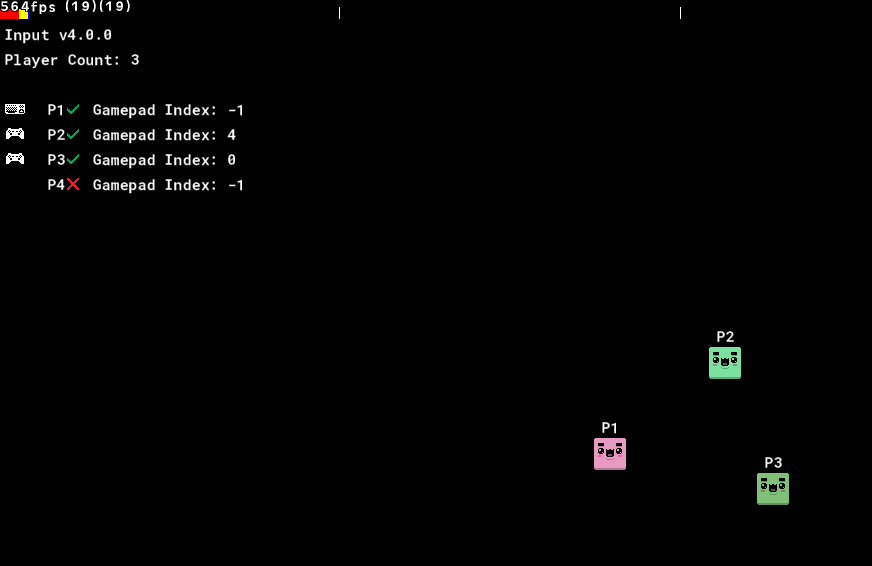 564fps (19)(19)
Input v4.0.0
Player Count: 3
P1 Gamepad Index: -1
P2 Gamepad Index: 4
P3 Gamepad Index: 0
P4 Gamepad Index: -1
P2
P1
P3